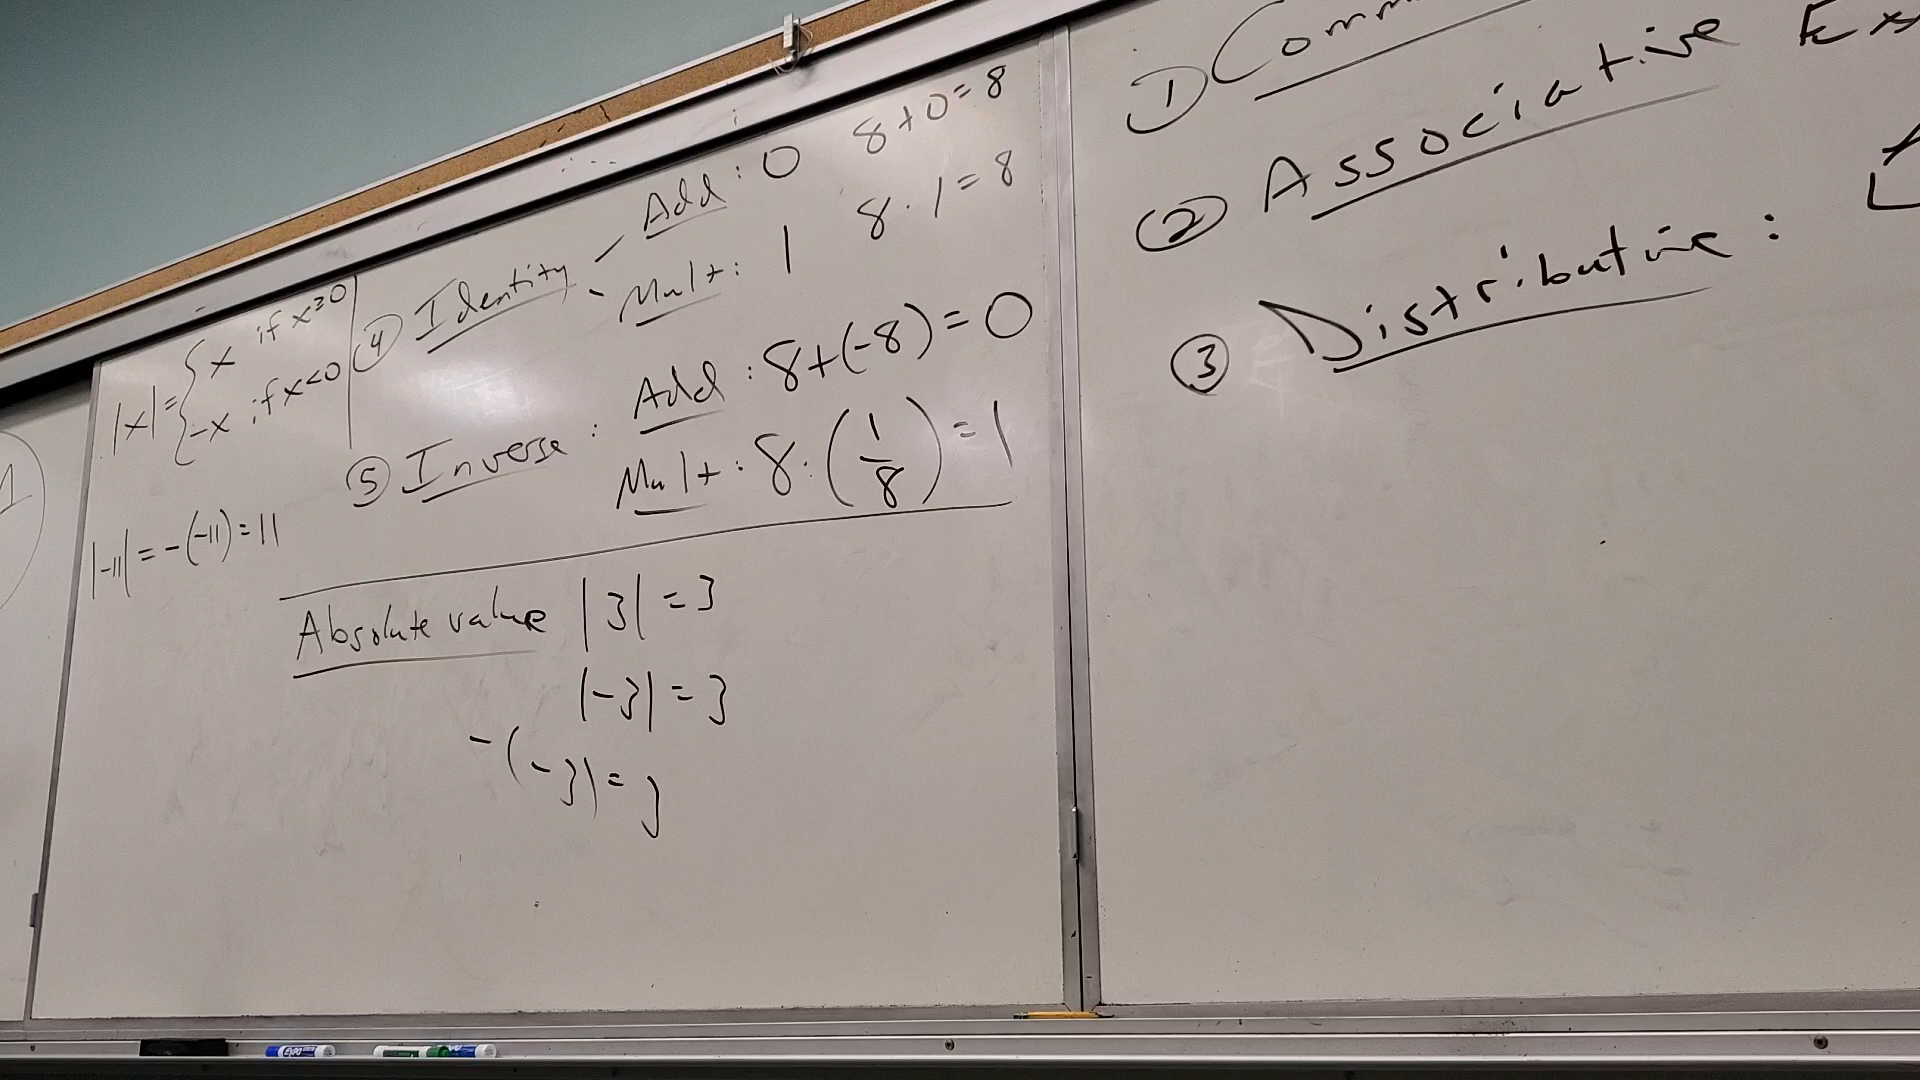 |x| = { x if x≥0
-x if x<0
|-11| = -(-11) = 11
④ Identity - Add: 0 8+0=8
- Mult: 1 8·1=8
⑤ Inverse: Add: 8+(-8)=0
Mult: 8·(1/8)=1
Absolute value |3| = 3
|-3| = 3
-(-3) = 3
① Comm
② Associative Ex
③ Distributive:
EXPO